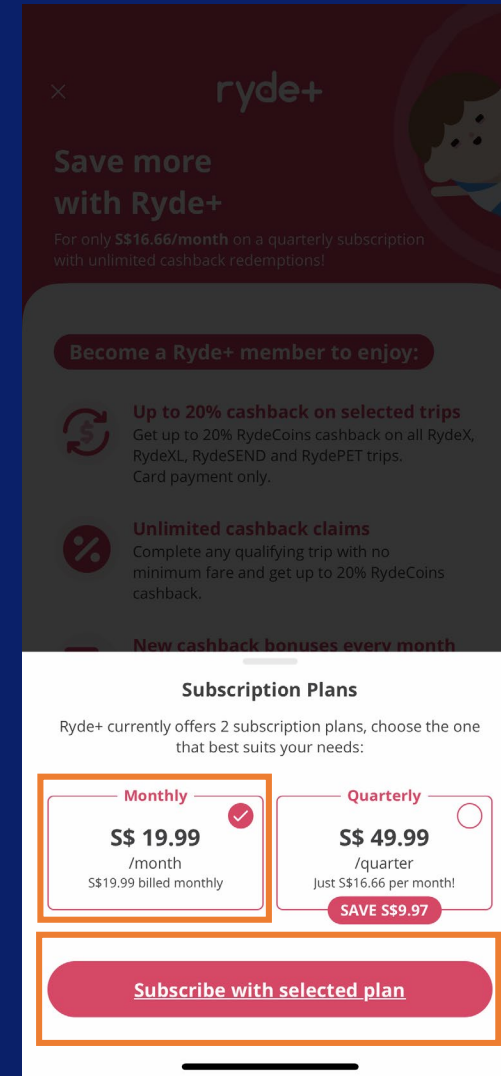 ryde+
Save more
with Ryde+
For only S$16.66/month on a quarterly subscription
with unlimited cashback redemptions!
Become a Ryde+ member to enjoy:
Up to 20% cashback on selected trips
Get up to 20% RydeCoins cashback on all RydeX,
RydeXL, RydeSEND and RydePET trips.
Card payment only.
Unlimited cashback claims
Complete any qualifying trip with no
minimum fare and get up to 20% RydeCoins
cashback.
New cashback bonuses every month
Subscription Plans
Ryde+ currently offers 2 subscription plans, choose the one
that best suits your needs:
Monthly
S$ 19.99
/month
S$19.99 billed monthly
Quarterly
S$ 49.99
/quarter
Just S$16.66 per month!
SAVE S$9.97
Subscribe with selected plan